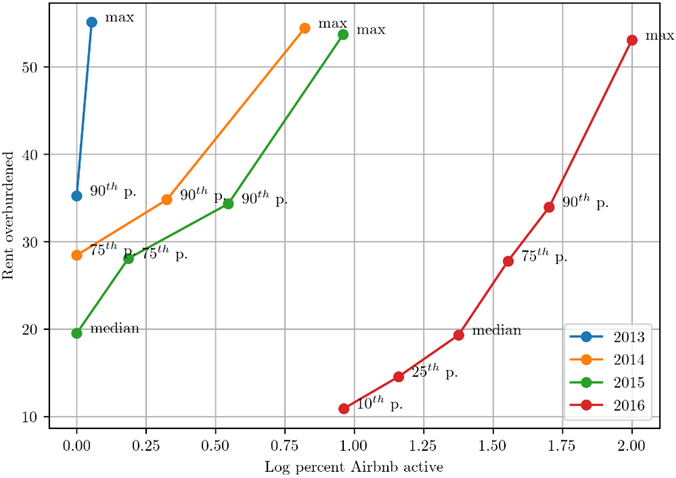 max
max
max
max
90th p.
90th p.
90th p.
90th p.
75th p.
75th p.
75th p.
median
median
25th p.
10th p.
50
40
30
20
10
Rent overburdened
0.00 0.25 0.50 0.75 1.00 1.25 1.50 1.75 2.00
Log percent Airbnb active
2013
2014
2015
2016